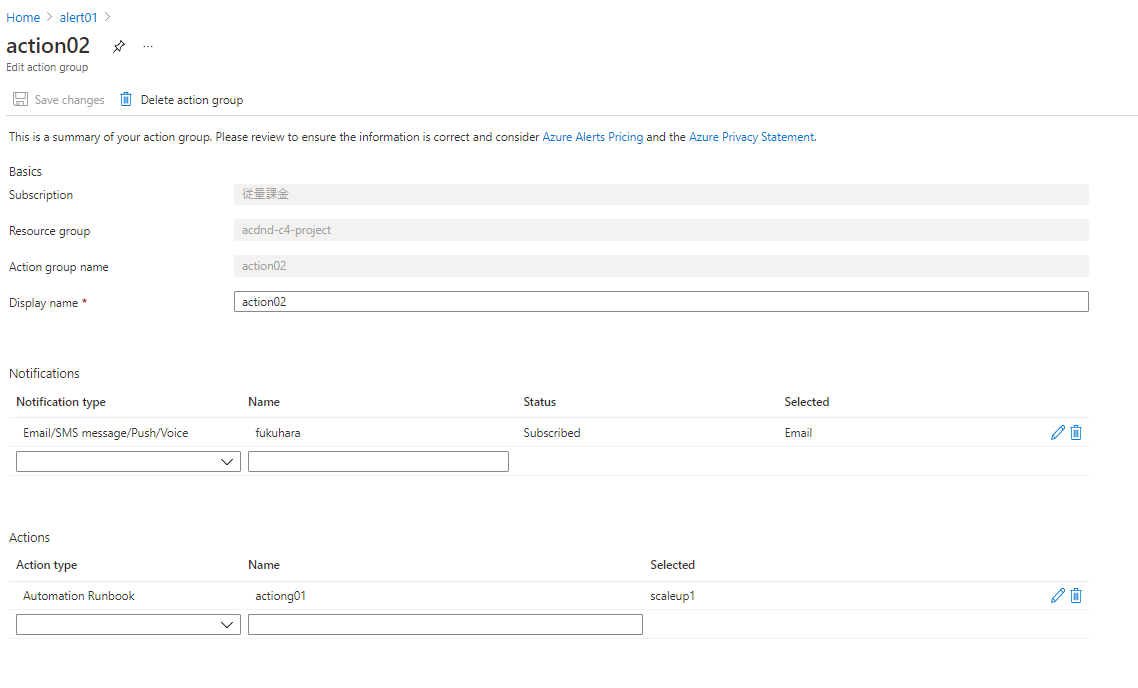 Home > alert01 >
action02 ...
Edit action group
Save changes Delete action group
This is a summary of your action group. Please review to ensure the information is correct and consider Azure Alerts Pricing and the Azure Privacy Statement.
Basics
Subscription 従量課金
Resource group acdnd-c4-project
Action group name action02
Display name * action02
Notifications
Notification type Name Status Selected
Email/SMS message/Push/Voice fukuhara Subscribed Email
Actions
Action type Name Selected
Automation Runbook actiong01 scaleup1